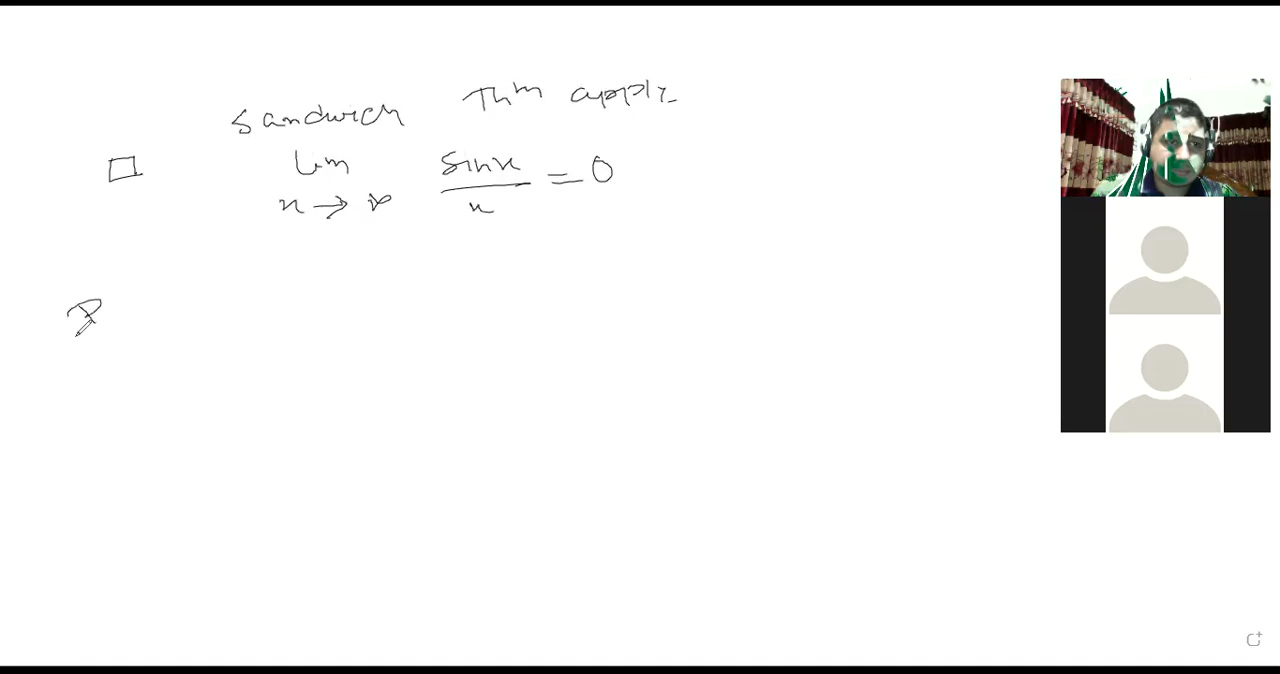 Sandwich Thm apply
lim sinx/x = 0
x → ∞